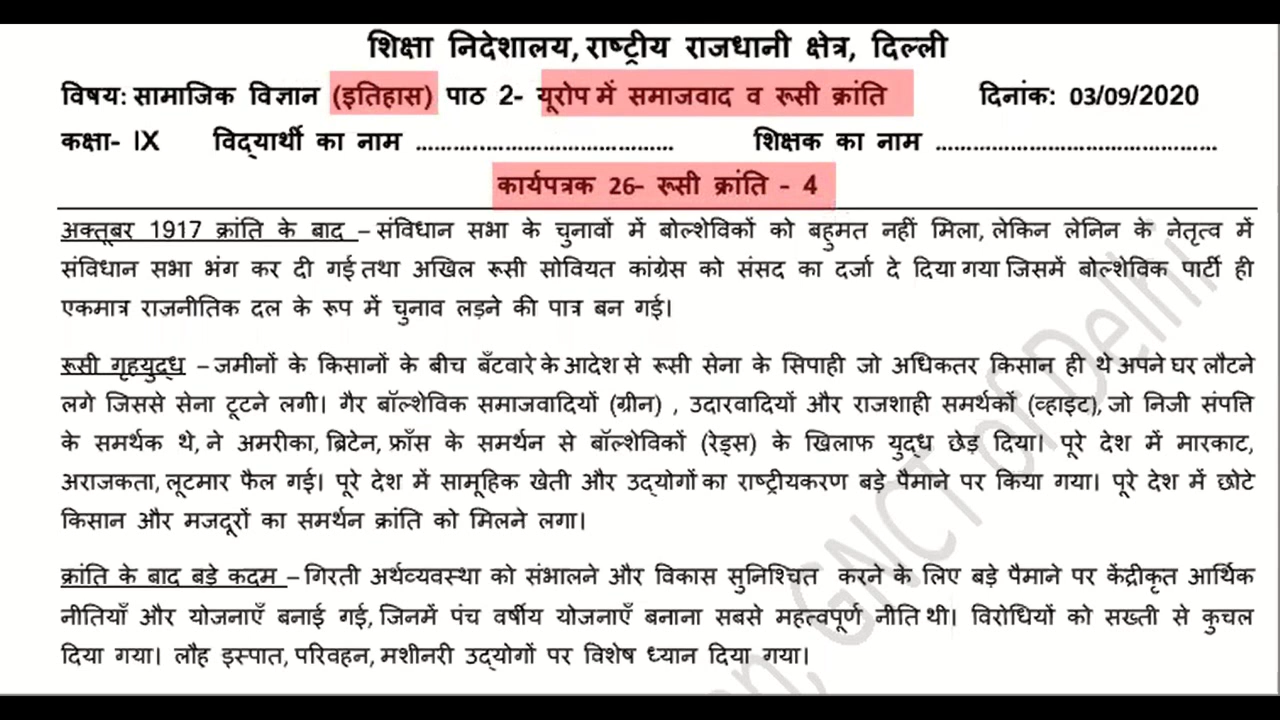 शिक्षा निदेशालय, राष्ट्रीय राजधानी क्षेत्र, दिल्ली
विषय: सामाजिक विज्ञान (इतिहास) पाठ 2- यूरोप में समाजवाद व रूसी क्रांति दिनांक: 03/09/2020
कक्षा- IX विद्यार्थी का नाम ........................................ शिक्षक का नाम ............................................
कार्यपत्रक 26- रूसी क्रांति - 4
अक्तूबर 1917 क्रांति के बाद – संविधान सभा के चुनावों में बोल्शेविकों को बहुमत नहीं मिला, लेकिन लेनिन के नेतृत्व में
संविधान सभा भंग कर दी गई तथा अखिल रूसी सोवियत कांग्रेस को संसद का दर्जा दे दिया गया जिसमें बोल्शेविक पार्टी ही
एकमात्र राजनीतिक दल के रूप में चुनाव लड़ने की पात्र बन गई।
रूसी गृहयुद्ध – जमीनों के किसानों के बीच बँटवारे के आदेश से रूसी सेना के सिपाही जो अधिकतर किसान ही थे अपने घर लौटने
लगे जिससे सेना टूटने लगी। गैर बॉल्शेविक समाजवादियों (ग्रीन) , उदारवादियों और राजशाही समर्थकों (व्हाइट), जो निजी संपत्ति
के समर्थक थे, ने अमरीका, ब्रिटेन, फ्राँस के समर्थन से बॉल्शेविकों (रेड्स) के खिलाफ युद्ध छेड़ दिया। पूरे देश में मारकाट,
अराजकता, लूटमार फैल गई। पूरे देश में सामूहिक खेती और उद्योगों का राष्ट्रीयकरण बड़े पैमाने पर किया गया। पूरे देश में छोटे
किसान और मजदूरों का समर्थन क्रांति को मिलने लगा।
क्रांति के बाद बड़े कदम – गिरती अर्थव्यवस्था को संभालने और विकास सुनिश्चित करने के लिए बड़े पैमाने पर केंद्रीकृत आर्थिक
नीतियाँ और योजनाएँ बनाई गई, जिनमें पंच वर्षीय योजनाएँ बनाना सबसे महत्वपूर्ण नीति थी। विरोधियों को सख्ती से कुचल
दिया गया। लौह इस्पात, परिवहन, मशीनरी उद्योगों पर विशेष ध्यान दिया गया।
GNCT of Delhi